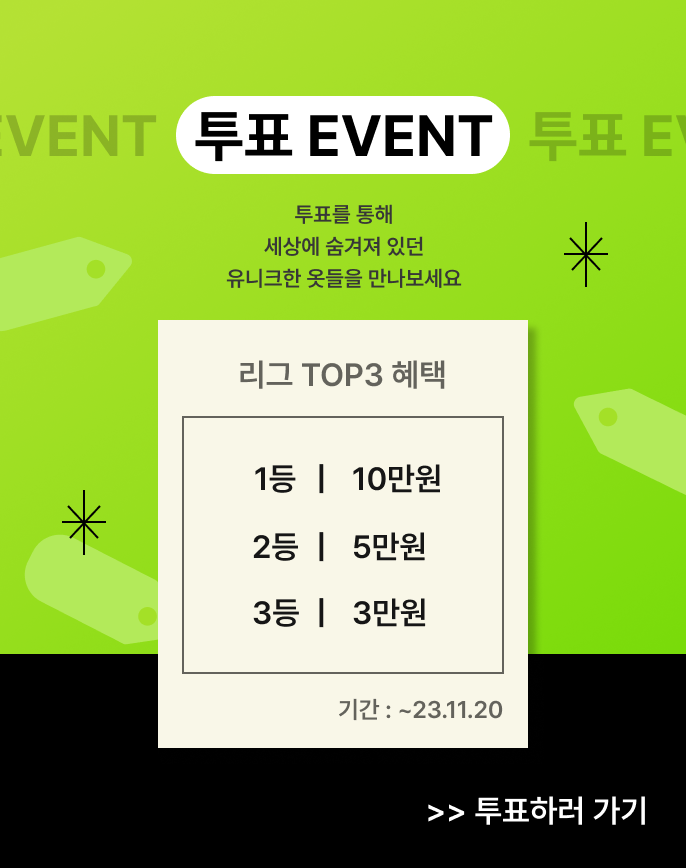 EVENT 투표 EVENT 투표 EV
투표를 통해
세상에 숨겨져 있던
유니크한 옷들을 만나보세요
리그 TOP3 혜택
1등 | 10만원
2등 | 5만원
3등 | 3만원
기간 : ~23.11.20
>> 투표하러 가기